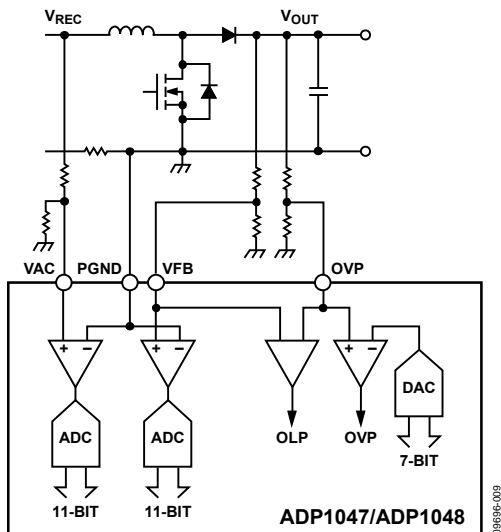 VREC
VOUT
VAC
PGND
VFB
OVP
+ –
+ –
+ –
DAC
ADC
ADC
OLP
OVP
7-BIT
11-BIT
11-BIT
ADP1047/ADP1048
09696-009